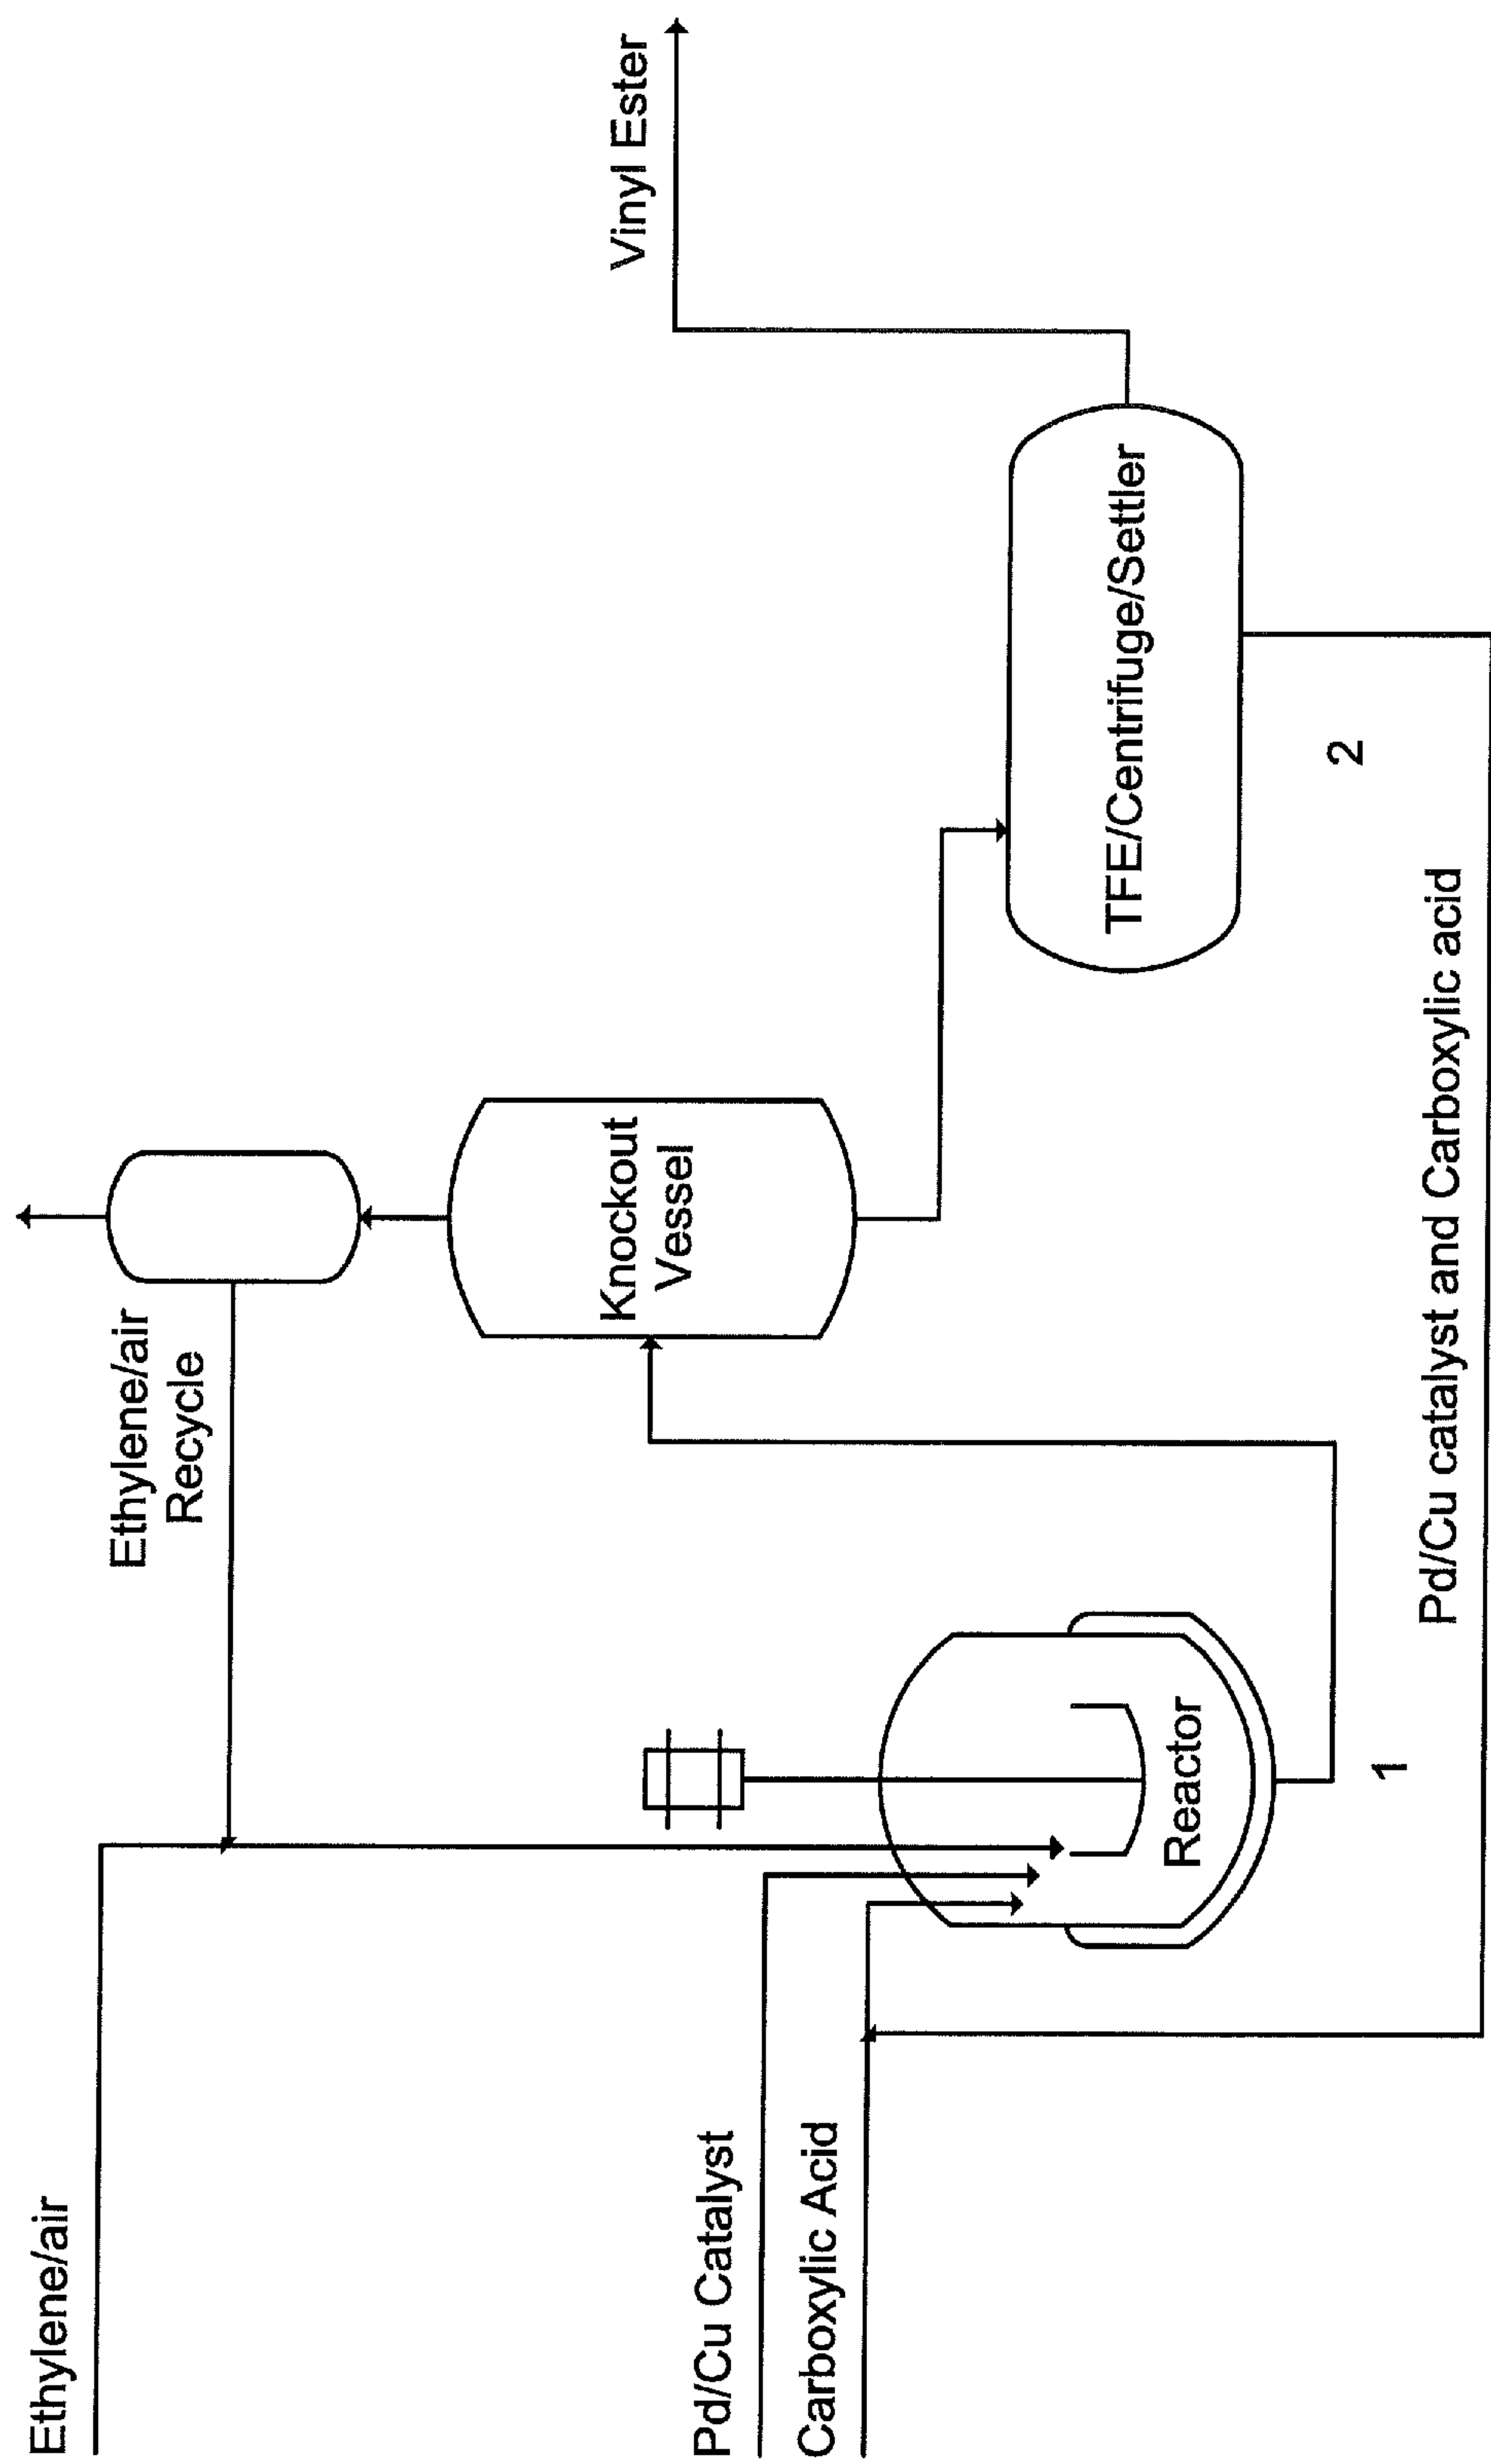 Ethylene/air
Ethylene/air
Recycle
Vinyl Ester
Knockout
Vessel
Pd/Cu Catalyst
Carboxylic Acid
Reactor
TFE/Centrifuge/Settler
1
2
Pd/Cu catalyst and Carboxylic acid